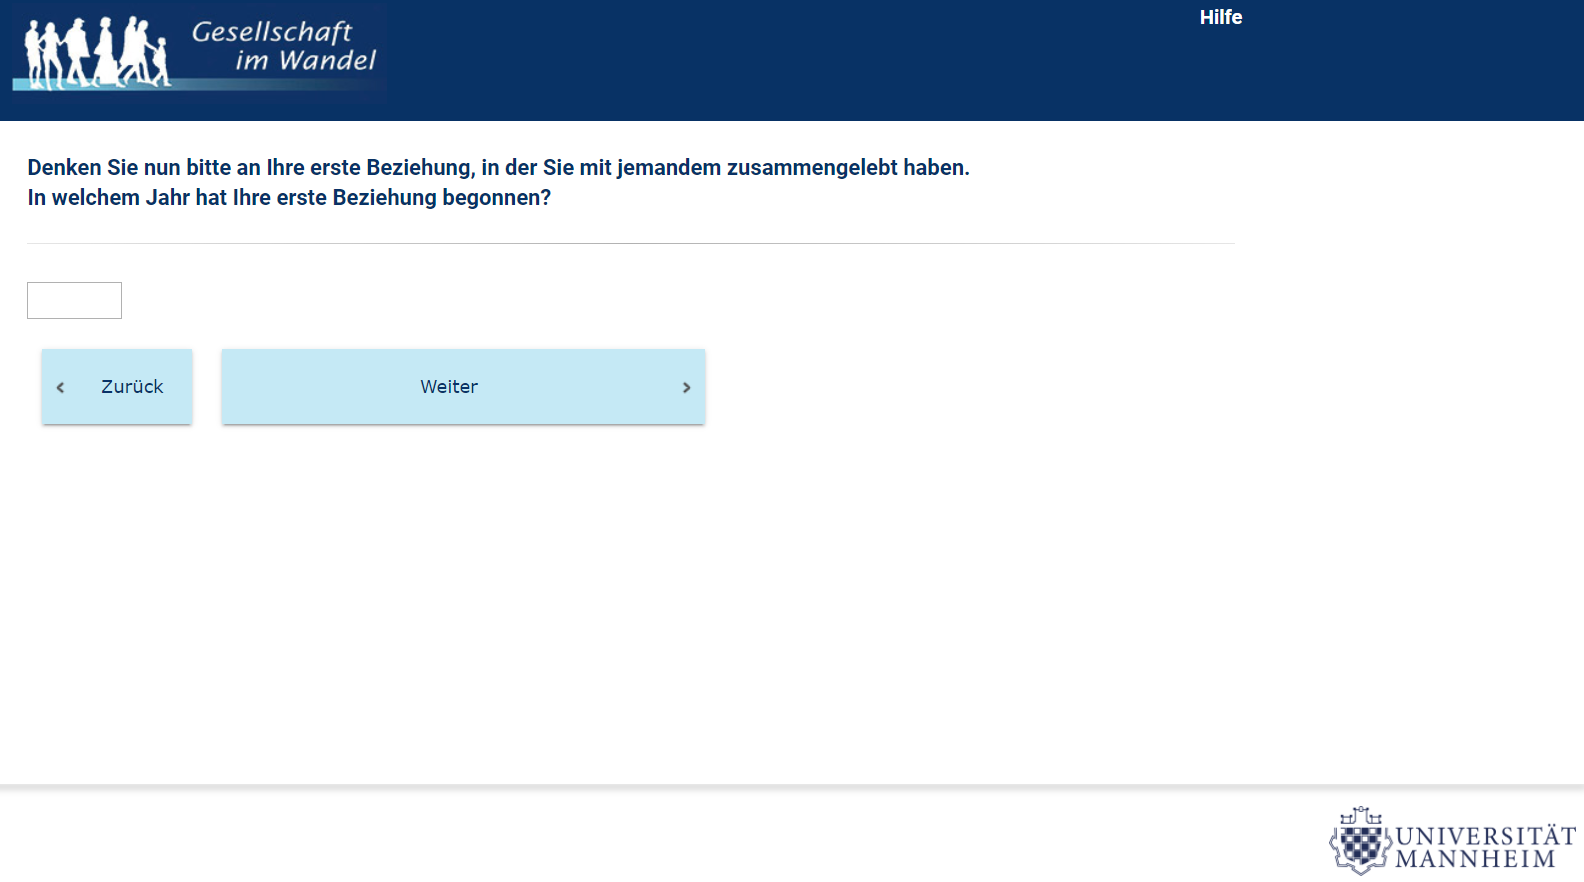 Gesellschaft
im Wandel
Hilfe
Denken Sie nun bitte an Ihre erste Beziehung, in der Sie mit jemandem zusammengelebt haben.
In welchem Jahr hat Ihre erste Beziehung begonnen?
Zurück
Weiter
UNIVERSITÄT
MANNHEIM